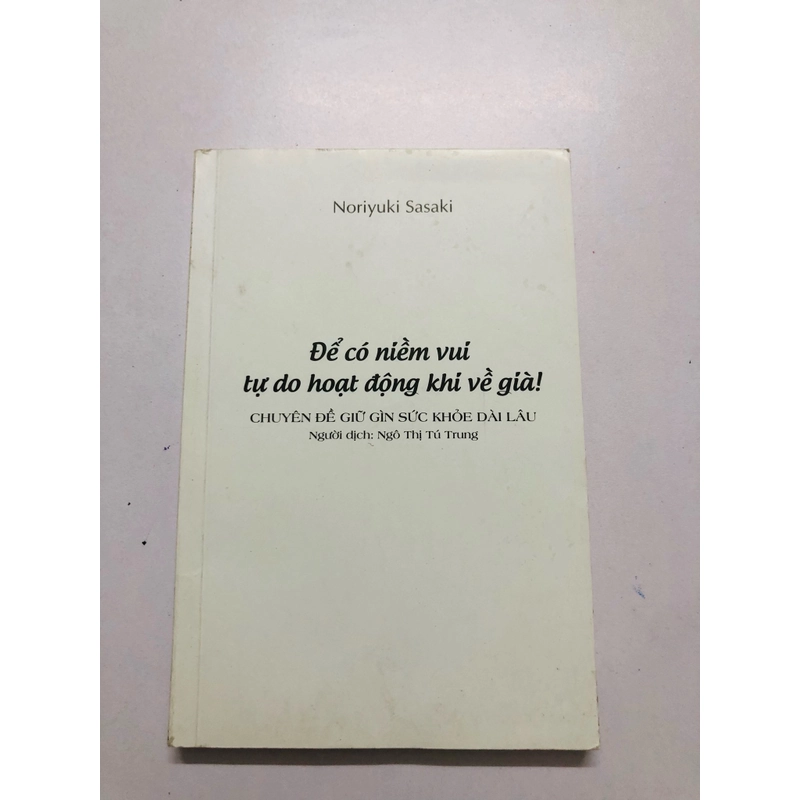 Noriyuki Sasaki
Để có niềm vui
tự do hoạt động khi về già!
CHUYÊN ĐỀ GIỮ GÌN SỨC KHỎE DÀI LÂU
Người dịch: Ngô Thị Tú Trung